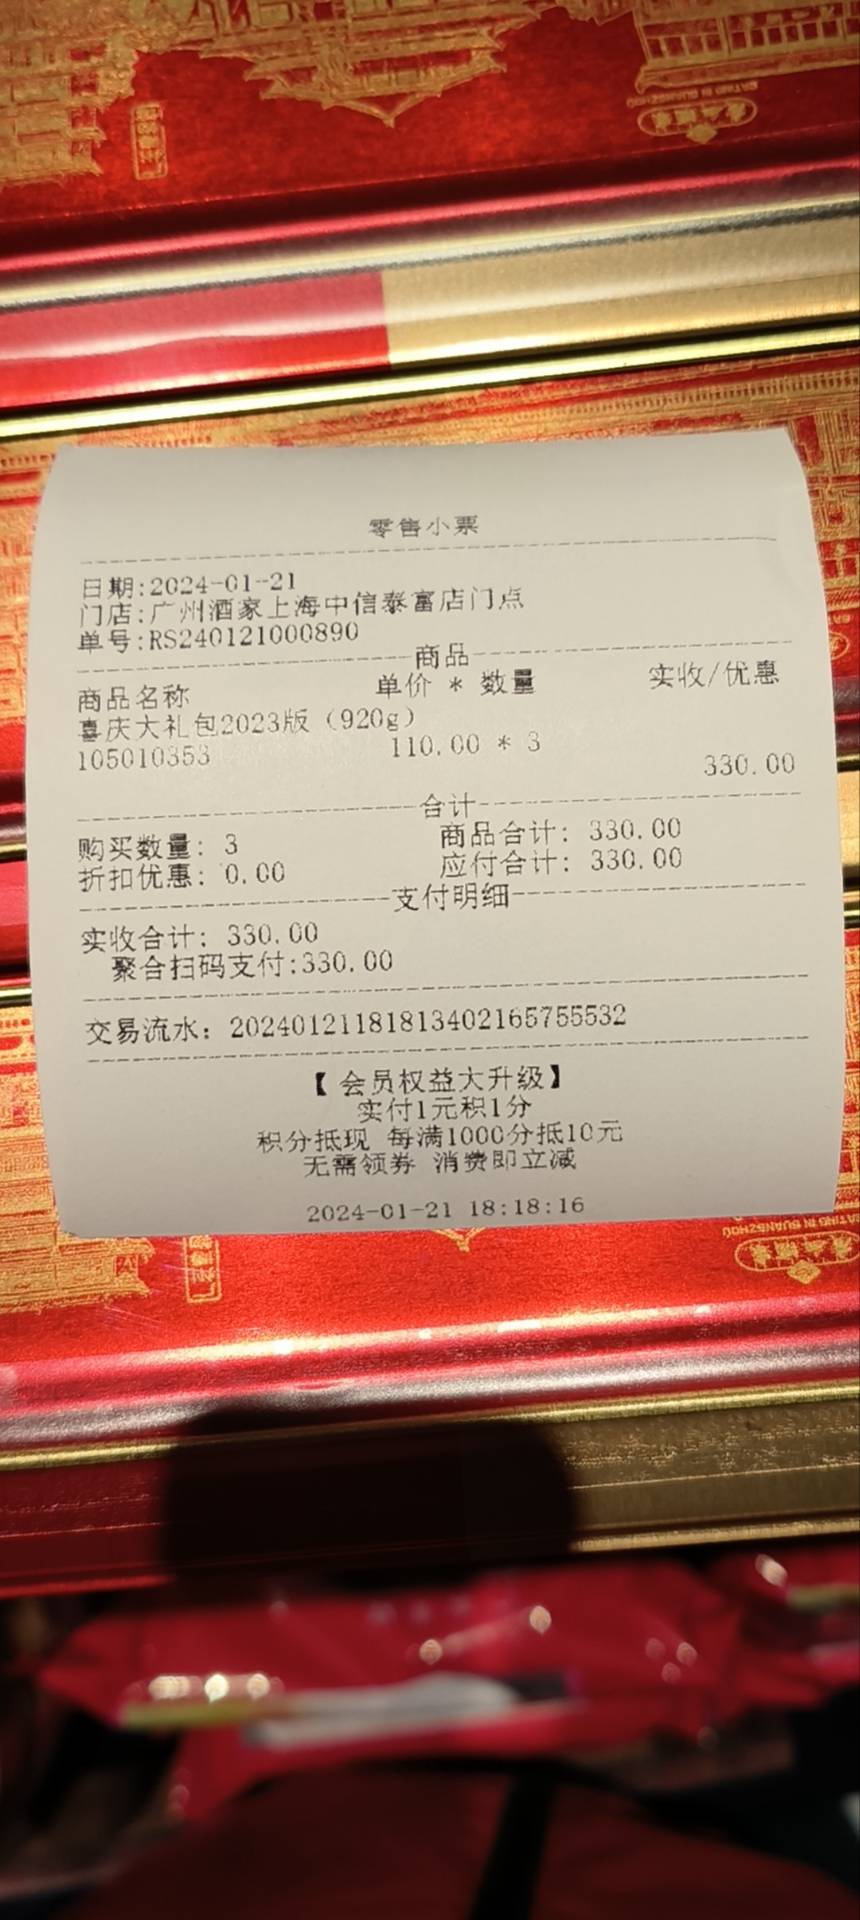 零售小票
日期:2024-01-21
门店:广州酒家上海中信泰富店门点
单号:RS240121000890
商品
商品名称 单价 * 数量 实收/优惠
喜庆大礼包2023版（920g）
105010353 110.00 * 3
330.00
合计
购买数量: 3 商品合计: 330.00
折扣优惠: 0.00 应付合计: 330.00
支付明细
实收合计: 330.00
聚合扫码支付:330.00
交易流水: 2024012118181340216575​5532
【会员权益大升级】
实付1元积1分
积分抵现 每满1000分抵10元
无需领券 消费即立减
2024-01-21 18:18:16